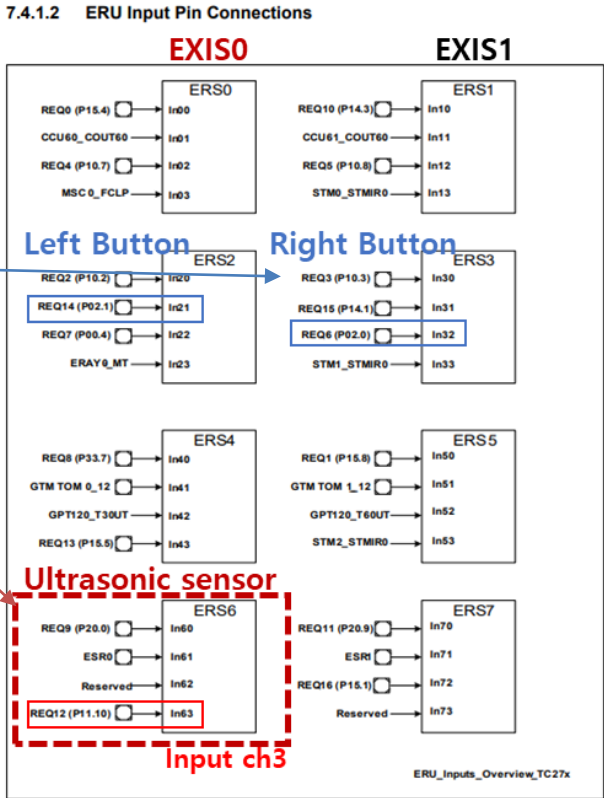 7.4.1.2 ERU Input Pin Connections
EXIS0 EXIS1
ERS0
REQ0 (P15.4) In00
CCU60_COUT60 In01
REQ4 (P10.7) In02
MSC0_FCLP In03
ERS1
REQ10 (P14.3) In10
CCU61_COUT60 In11
REQ5 (P10.8) In12
STM0_STMIR0 In13
Left Button Right Button
ERS2
REQ2 (P10.2) In20
REQ14 (P02.1) In21
REQ7 (P00.4) In22
ERAY0_MT In23
ERS3
REQ3 (P10.3) In30
REQ15 (P14.1) In31
REQ6 (P02.0) In32
STM1_STMIR0 In33
ERS4
REQ8 (P33.7) In40
GTM TOM 0_12 In41
GPT120_T3OUT In42
REQ13 (P15.5) In43
ERS5
REQ1 (P15.8) In50
GTM TOM 1_12 In51
GPT120_T6OUT In52
STM2_STMIR0 In53
Ultrasonic sensor
ERS6
REQ9 (P20.0) In60
ESR0 In61
Reserved In62
REQ12 (P11.10) In63
Input ch3
ERS7
REQ11 (P20.9) In70
ESR1 In71
REQ16 (P15.1) In72
Reserved In73
ERU_Inputs_Overview_TC27x